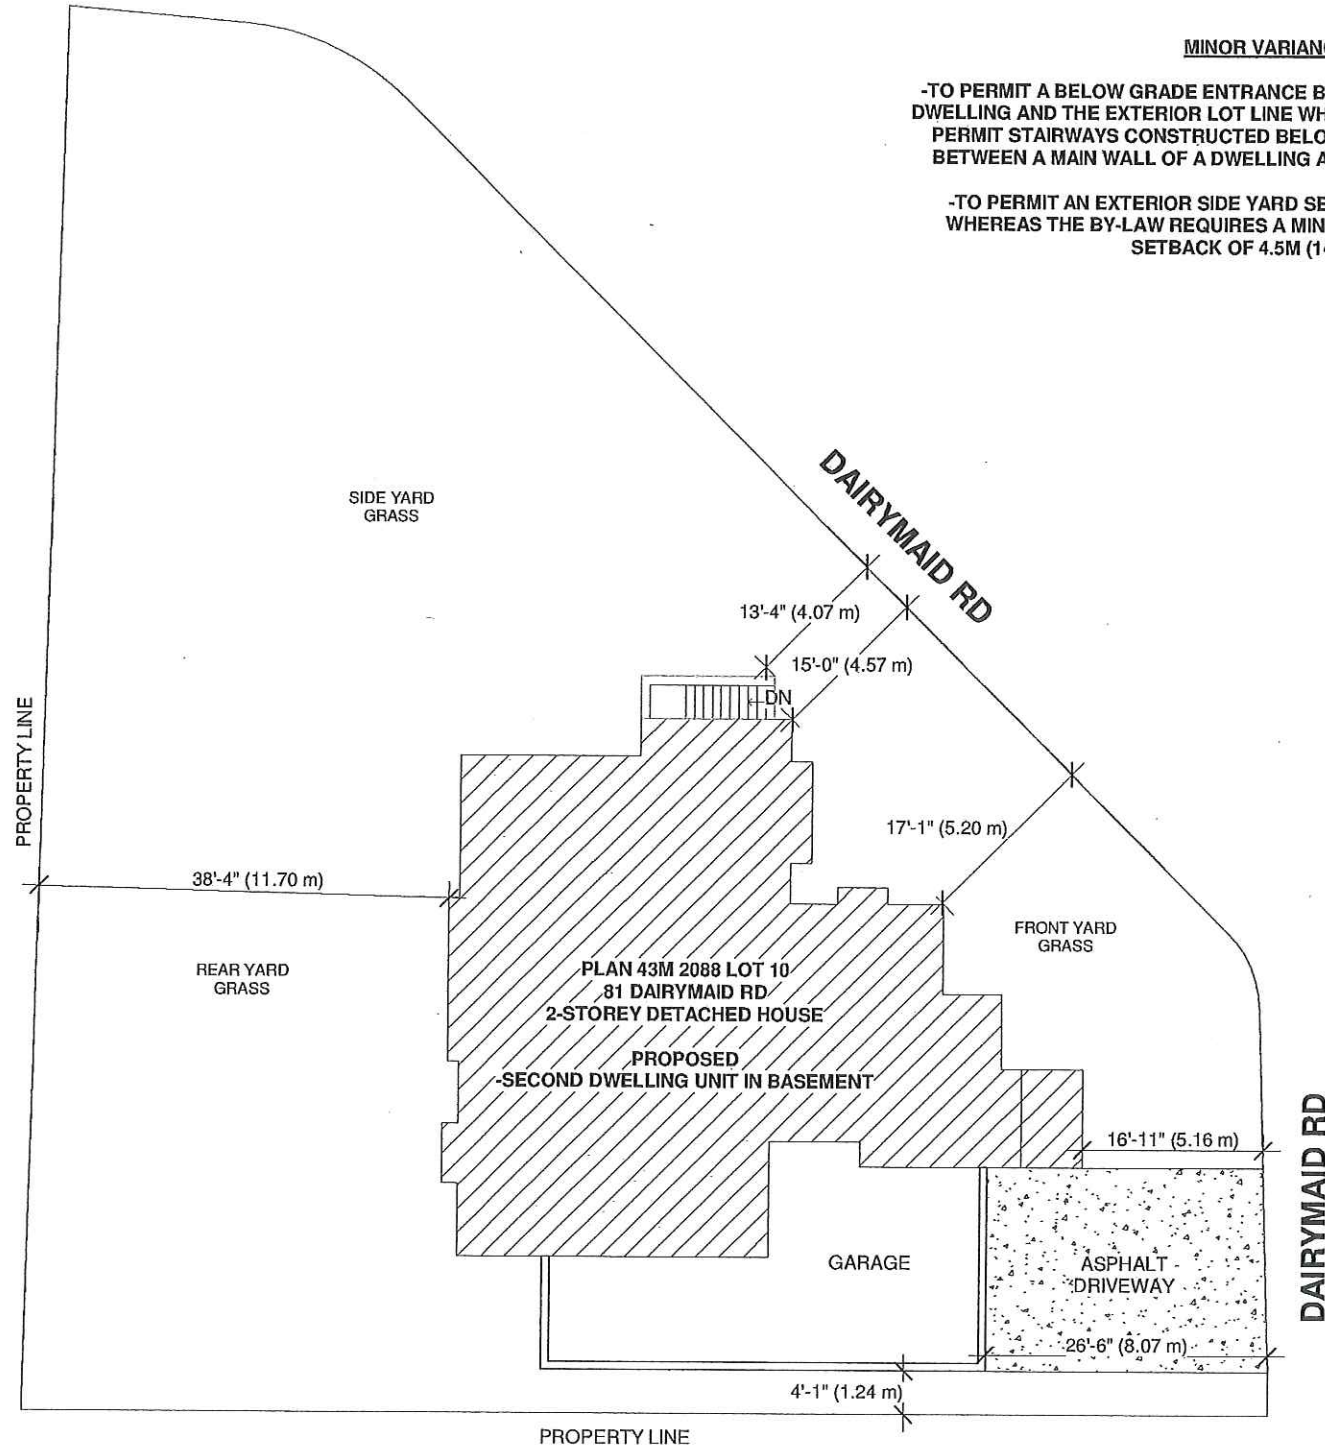 MINOR VARIAN
-TO PERMIT A BELOW GRADE ENTRANCE B
DWELLING AND THE EXTERIOR LOT LINE WH
PERMIT STAIRWAYS CONSTRUCTED BELO
BETWEEN A MAIN WALL OF A DWELLING A
-TO PERMIT AN EXTERIOR SIDE YARD SE
WHEREAS THE BY-LAW REQUIRES A MIN
SETBACK OF 4.5M (14
SIDE YARD
GRASS
DAIRYMAID RD
13'-4" (4.07 m)
15'-0" (4.57 m)
DN
PROPERTY LINE
17'-1" (5.20 m)
38'-4" (11.70 m)
FRONT YARD
GRASS
REAR YARD
GRASS
PLAN 43M 2088 LOT 10
81 DAIRYMAID RD
2-STOREY DETACHED HOUSE
PROPOSED
-SECOND DWELLING UNIT IN BASEMENT
16'-11" (5.16 m)
DAIRYMAID RD
GARAGE
ASPHALT
DRIVEWAY
26'-6" (8.07 m)
4'-1" (1.24 m)
PROPERTY LINE